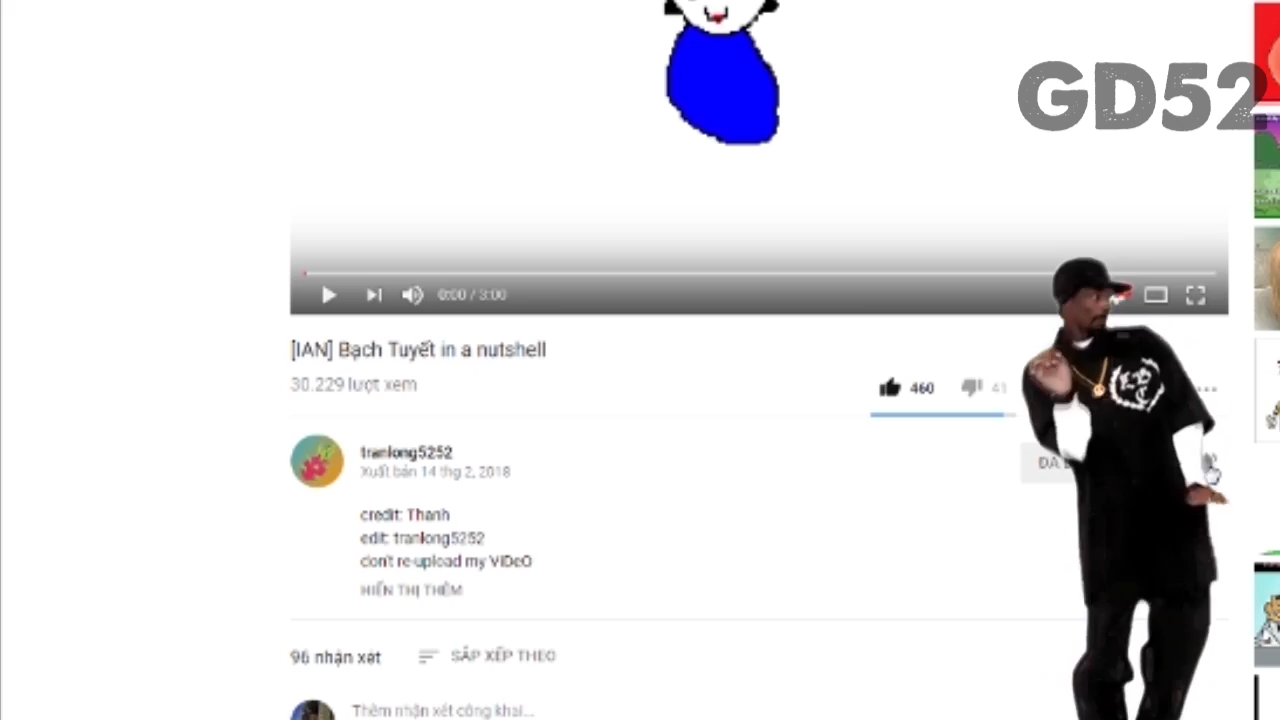 GD52
0:00 / 3:00
[IAN] Bạch Tuyết in a nutshell
30.229 lượt xem
460
41
tranlong5252
Xuất bản 14 thg 2, 2018
ĐÃ
credit: Thanh
edit: tranlong5252
don't re-upload my ViDeO
HIỂN THỊ THÊM
96 nhận xét
SẮP XẾP THEO
Thêm nhận xét công khai...